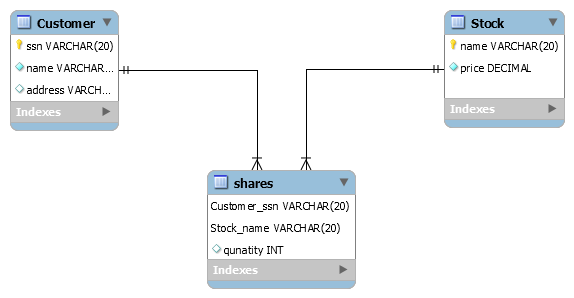 Customer
ssn VARCHAR(20)
name VARCHAR...
address VARCH...
Indexes
Stock
name VARCHAR(20)
price DECIMAL
Indexes
shares
Customer_ssn VARCHAR(20)
Stock_name VARCHAR(20)
qunatity INT
Indexes